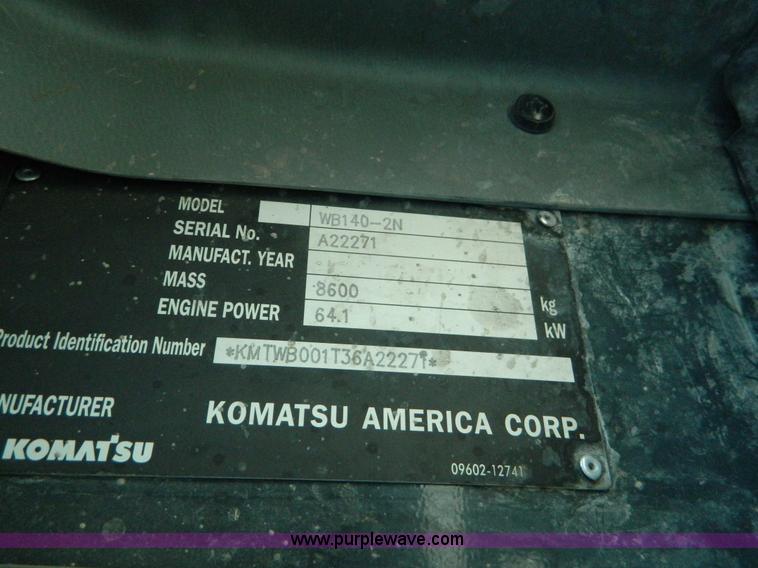 MODEL WB140-2N
SERIAL No. A22271
MANUFACT. YEAR
MASS 8600 kg
ENGINE POWER 64.1 kW
Product Identification Number *KMTWB001T36A22271*
NUFACTURER KOMATSU AMERICA CORP.
KOMATSU
09602-12741
www.purplewave.com